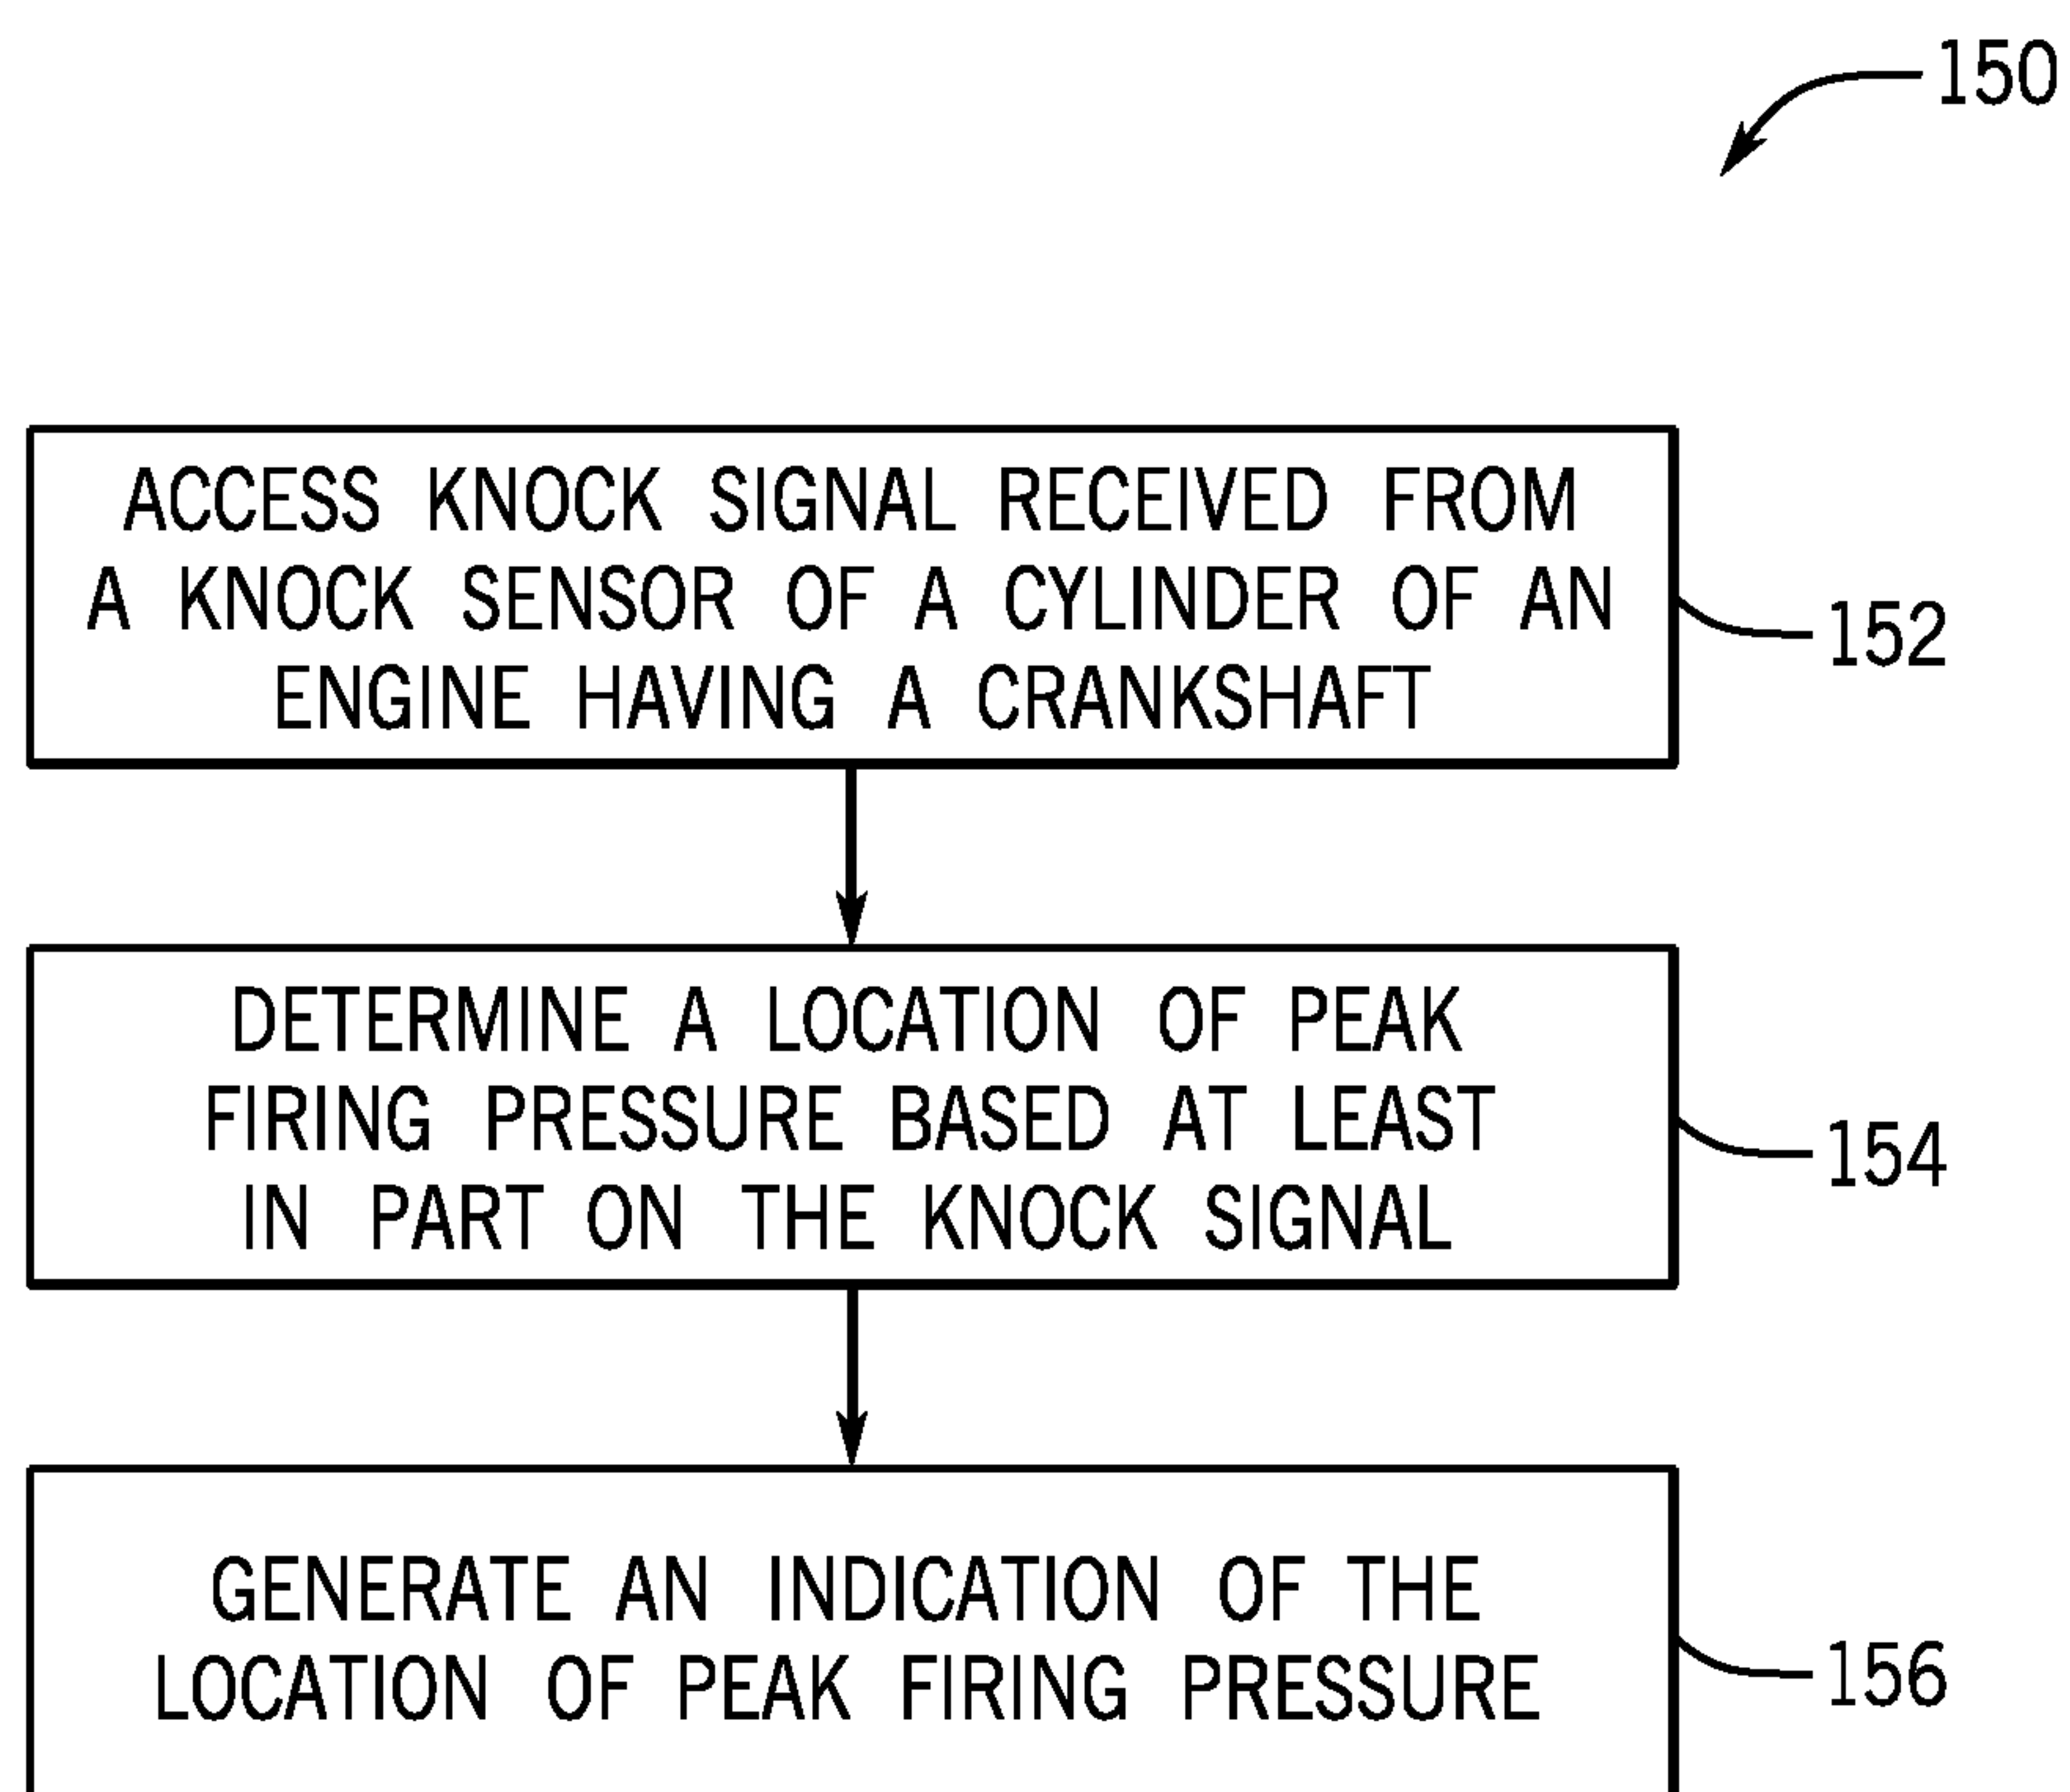 150
ACCESS KNOCK SIGNAL RECEIVED FROM
A KNOCK SENSOR OF A CYLINDER OF AN
ENGINE HAVING A CRANKSHAFT
152
DETERMINE A LOCATION OF PEAK
FIRING PRESSURE BASED AT LEAST
IN PART ON THE KNOCK SIGNAL
154
GENERATE AN INDICATION OF THE
LOCATION OF PEAK FIRING PRESSURE
156